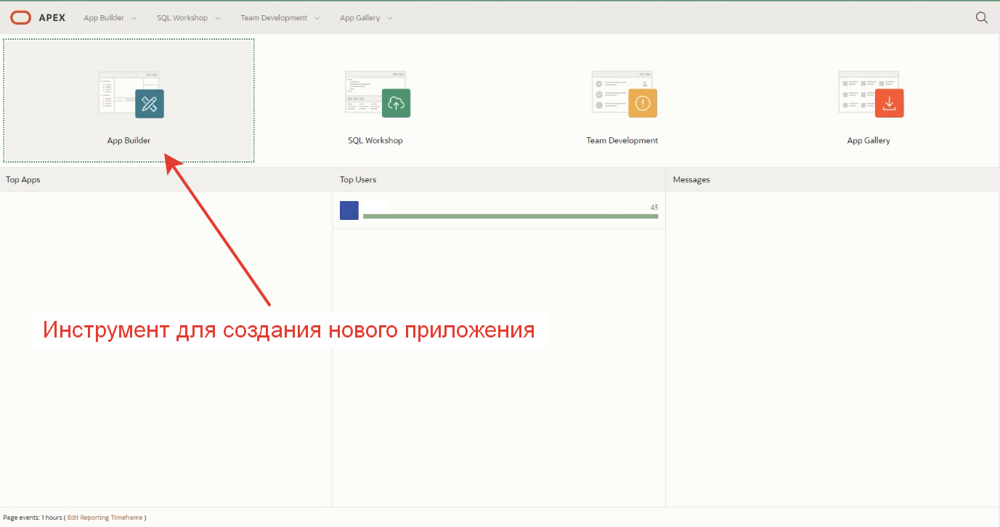 APEX App Builder SQL Workshop Team Development App Gallery
App Builder SQL Workshop Team Development App Gallery
Top Apps Top Users Messages
43
Инструмент для создания нового приложения
Page events: 1 hours ( Edit Reporting Timeframe )